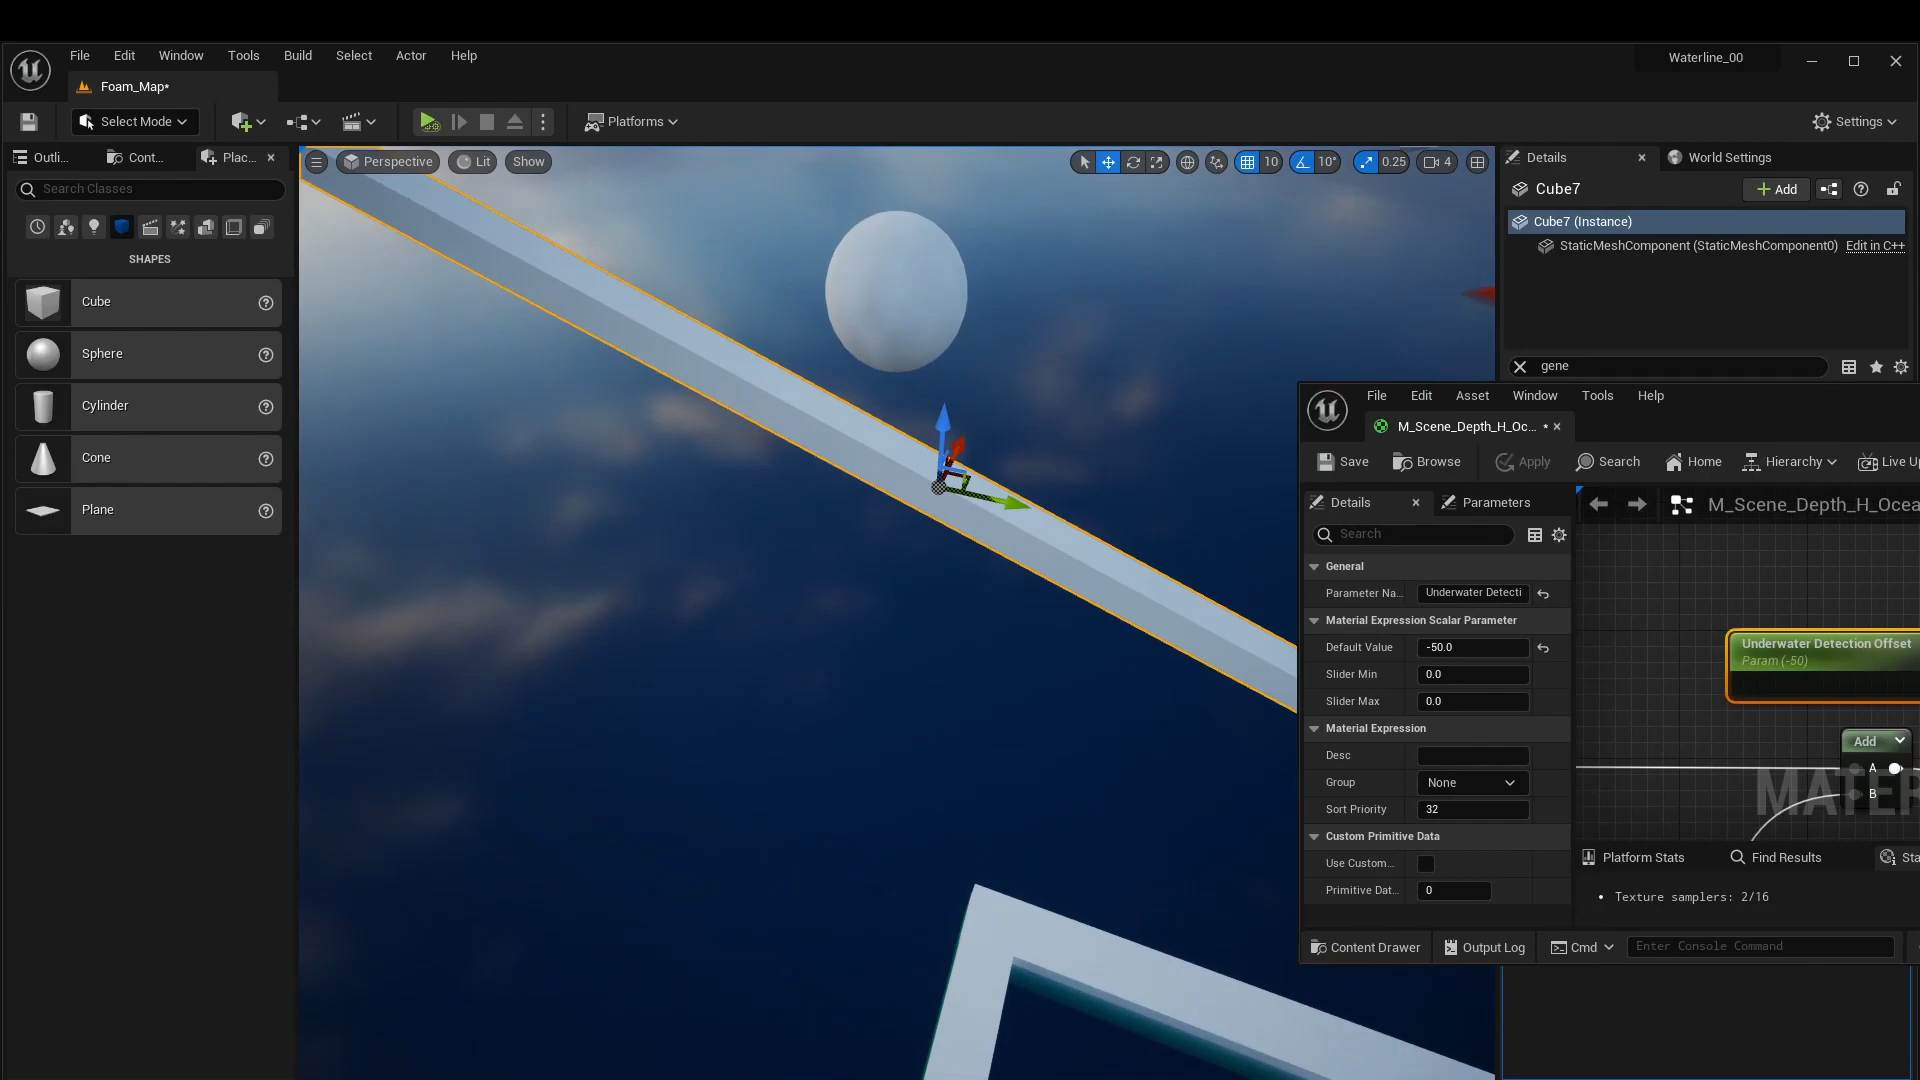 File Edit Window Tools Build Select Actor Help
Waterline_00
Foam_Map*
Select Mode
Platforms
Settings
Outli...
Cont...
Plac...
Search Classes
SHAPES
Cube
Sphere
Cylinder
Cone
Plane
Perspective
Lit
Show
10
10°
0.25
4
Details
World Settings
Cube7
Add
Cube7 (Instance)
StaticMeshComponent (StaticMeshComponent0)
Edit in C++
gene
File Edit Asset Window Tools Help
M_Scene_Depth_H_Oc... *
Save
Browse
Apply
Search
Home
Hierarchy
Live U
Details
Parameters
M_Scene_Depth_H_Ocea
Search
General
Parameter Na...
Underwater Detecti
Material Expression Scalar Parameter
Default Value
-50.0
Slider Min
0.0
Slider Max
0.0
Material Expression
Desc
Group
None
Sort Priority
32
Custom Primitive Data
Use Custom...
Primitive Dat...
0
Underwater Detection Offset
Param (-50)
Add
A
B
MATER
Platform Stats
Find Results
Sta
Texture samplers: 2/16
Content Drawer
Output Log
Cmd
Enter Console Command